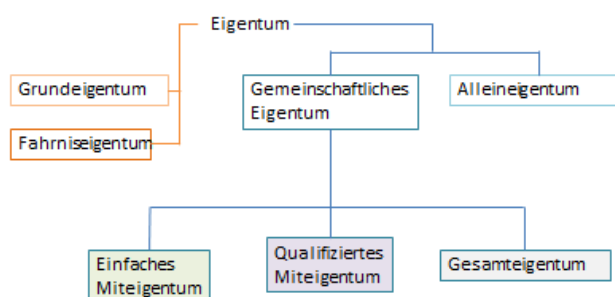 Eigentum
Grundeigentum
Gemeinschaftliches
Eigentum
Alleineigentum
Fahrniseigentum
Einfaches
Miteigentum
Qualifiziertes
Miteigentum
Gesamteigentum